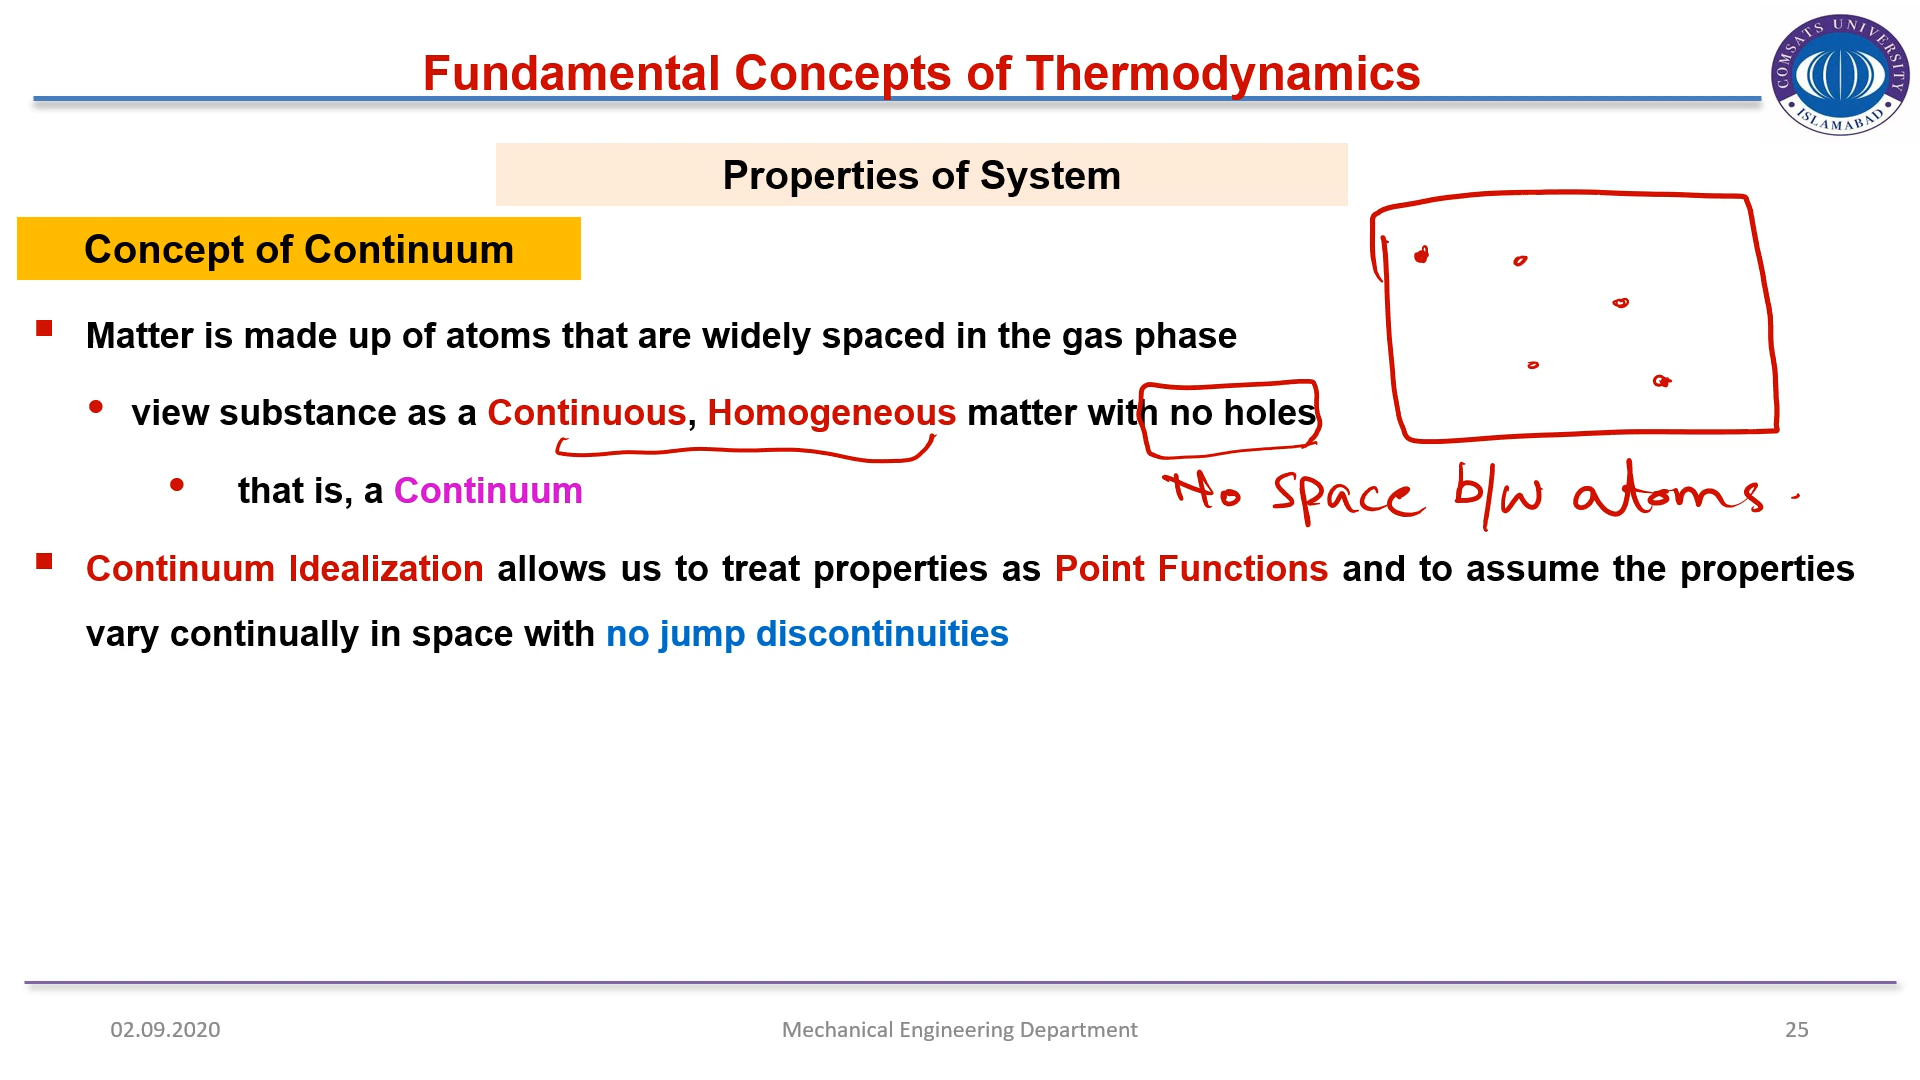 Fundamental Concepts of Thermodynamics
COMSATS UNIVERSITY
ISLAMABAD
Properties of System
Concept of Continuum
Matter is made up of atoms that are widely spaced in the gas phase
view substance as a Continuous, Homogeneous matter with no holes
that is, a Continuum
No space b/w atoms.
Continuum Idealization allows us to treat properties as Point Functions and to assume the properties
vary continually in space with no jump discontinuities
02.09.2020
Mechanical Engineering Department
25